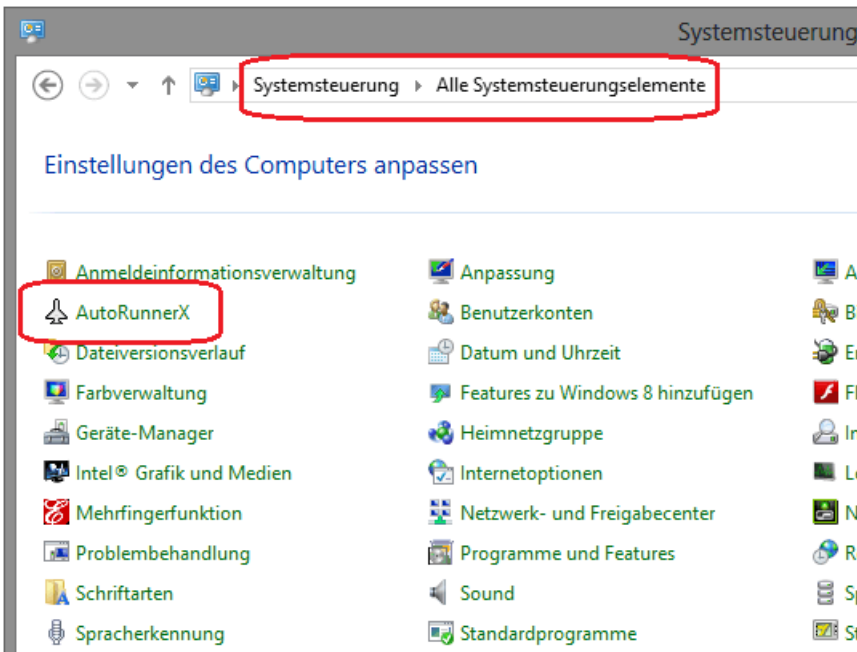 Systemsteuerung
Systemsteuerung Alle Systemsteuerungselemente
Einstellungen des Computers anpassen
Anmeldeinformationsverwaltung Anpassung
AutoRunnerX Benutzerkonten
Dateiversionsverlauf Datum und Uhrzeit
Farbverwaltung Features zu Windows 8 hinzufügen
Geräte-Manager Heimnetzgruppe
Intel® Grafik und Medien Internetoptionen
Mehrfingerfunktion Netzwerk- und Freigabecenter
Problembehandlung Programme und Features
Schriftarten Sound
Spracherkennung Standardprogramme